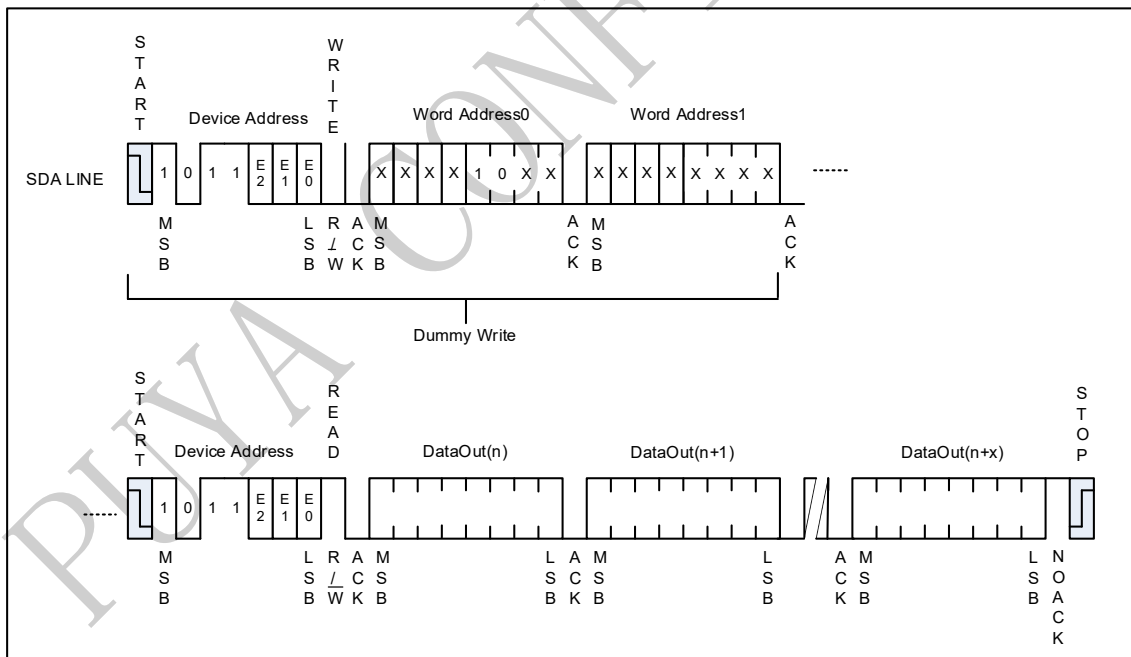 START
WRITE
Device Address
Word Address0
Word Address1
SDA LINE
1 0 1 1 E2 E1 E0 X X X X 1 0 X X X X X X X X X X ......
MSB
LSB
R/W
ACK
MSB
ACK
MSB
ACK
Dummy Write
START
READ
STOP
Device Address
DataOut(n)
DataOut(n+1)
DataOut(n+x)
...... 1 0 1 1 E2 E1 E0
MSB
LSB
R/W
ACK
MSB
LSB
ACK
MSB
LSB
ACK
MSB
LSB
NOACK
PUYA CONF